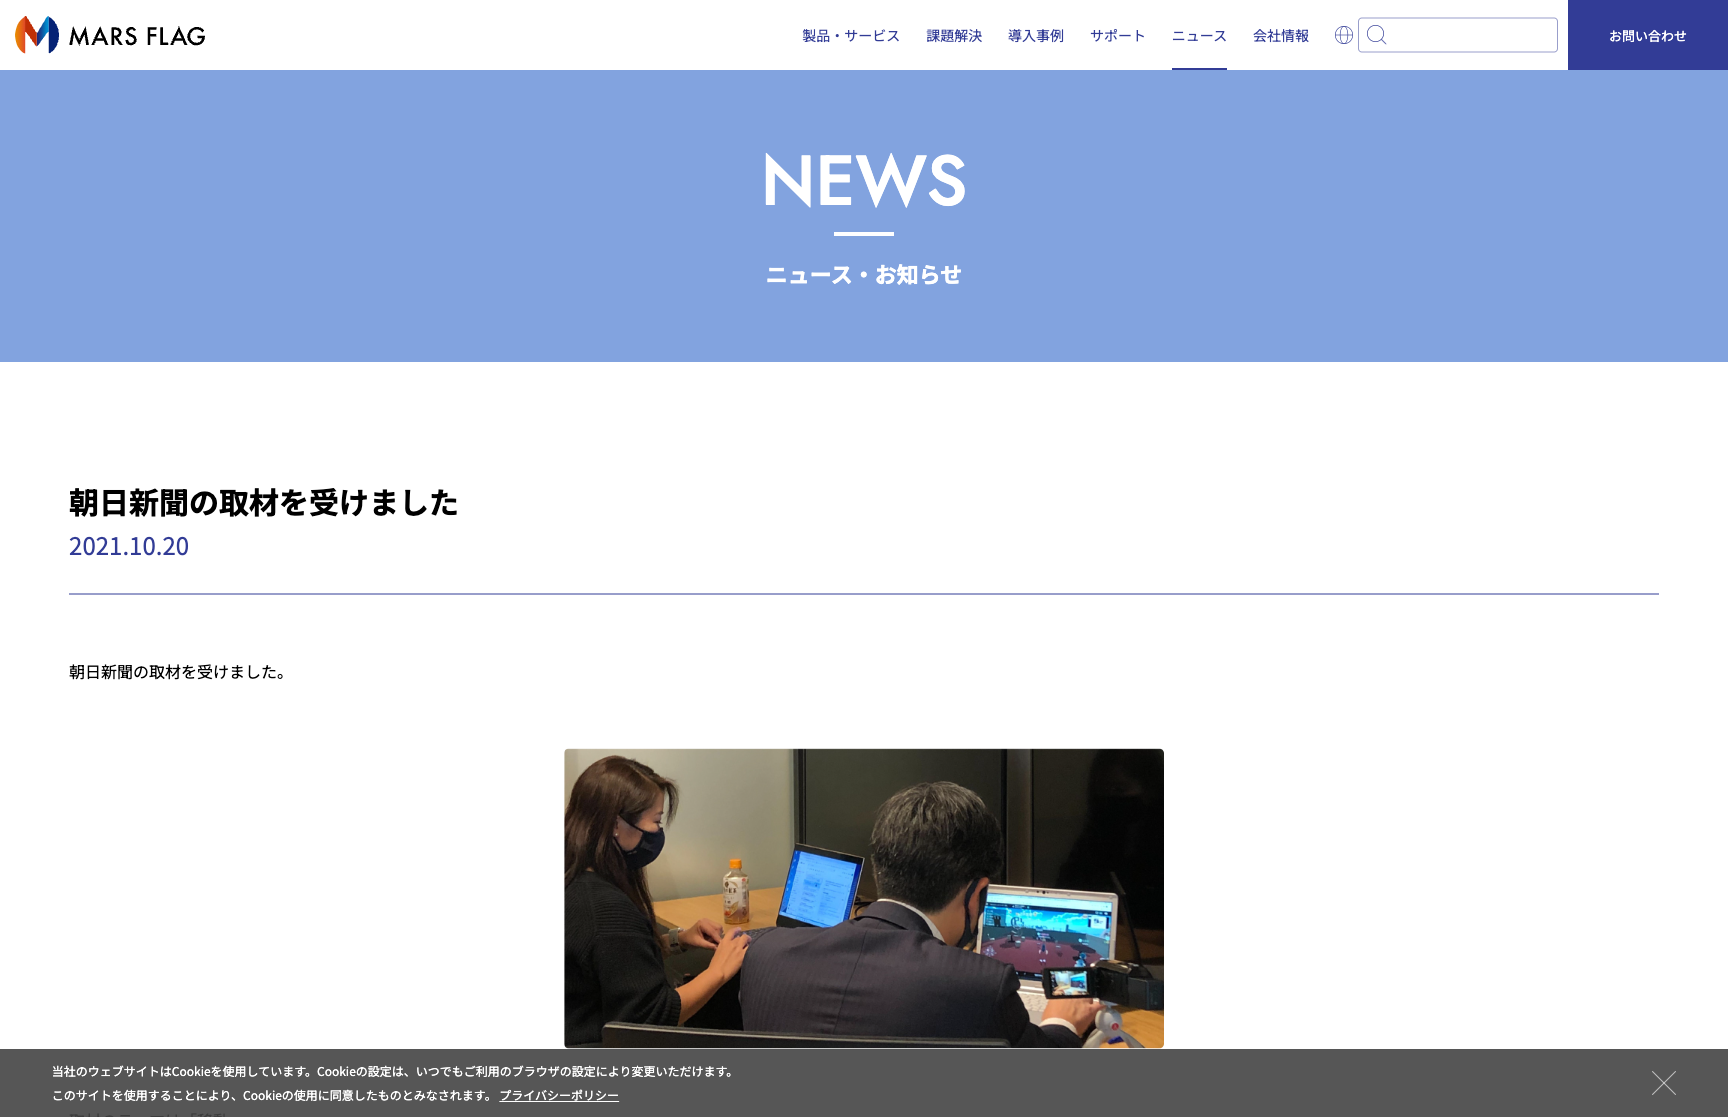 MARS FLAG
製品・サービス
課題解決
導入事例
サポート
ニュース
会社情報
お問い合わせ
NEWS
ニュース・お知らせ
朝日新聞の取材を受けました
2021.10.20
朝日新聞の取材を受けました。
当社のウェブサイトはCookieを使用しています。Cookieの設定は、いつでもご利用のブラウザの設定により変更いただけます。
このサイトを使用することにより、Cookieの使用に同意したものとみなされます。 プライバシーポリシー